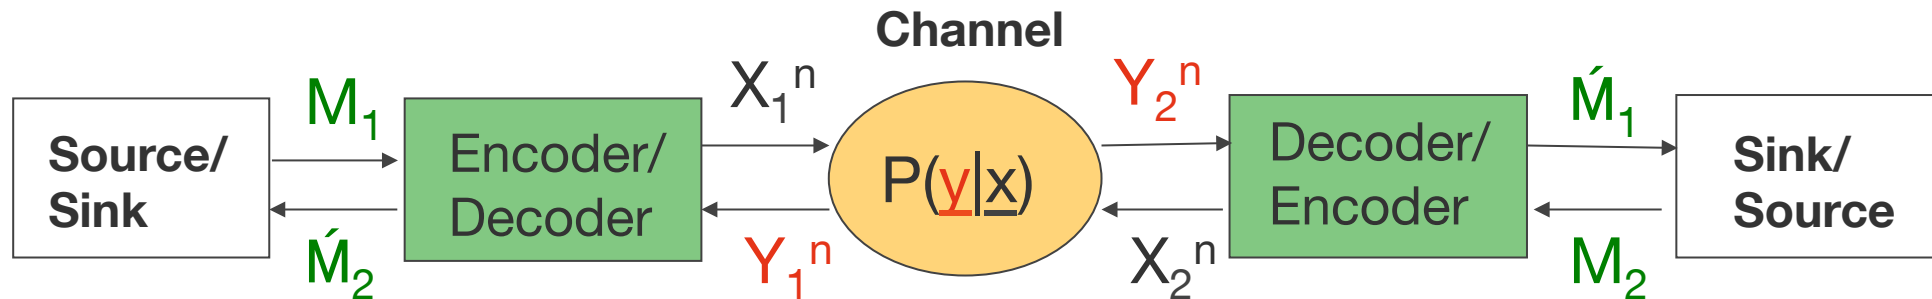 Channel
M₁
X₁ⁿ
Y₂ⁿ
Ḿ₁
Source/
Sink
Encoder/
Decoder
P(y|x)
Decoder/
Encoder
Sink/
Source
Ḿ₂
Y₁ⁿ
X₂ⁿ
M₂